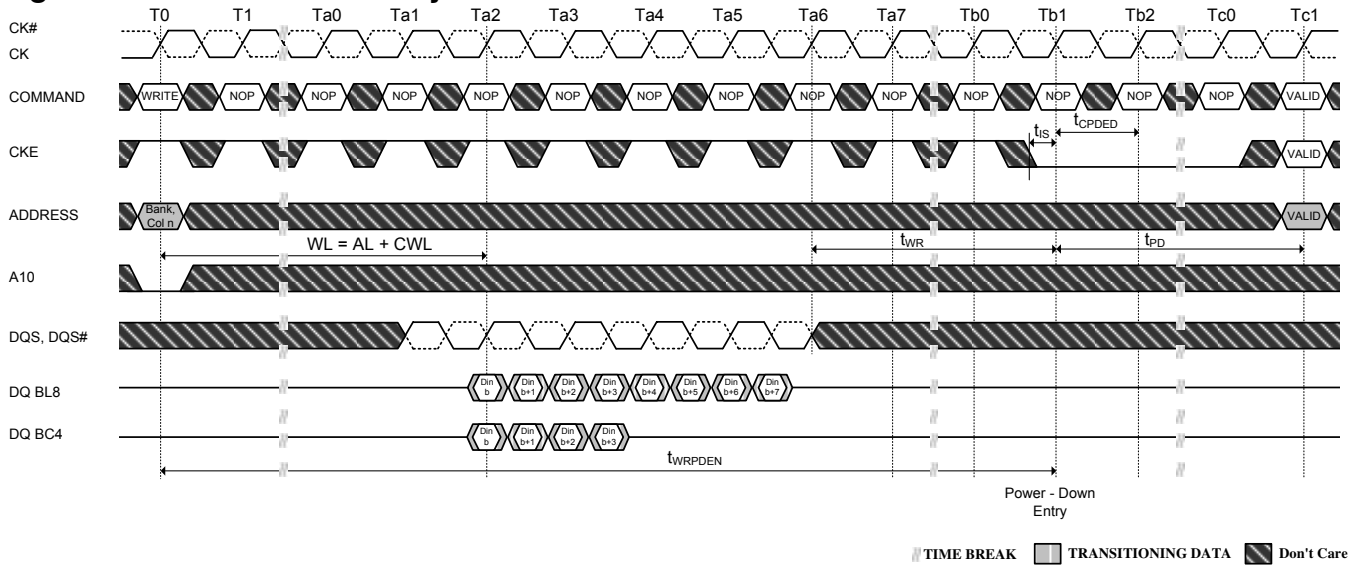 T0 T1 Ta0 Ta1 Ta2 Ta3 Ta4 Ta5 Ta6 Ta7 Tb0 Tb1 Tb2 Tc0 Tc1
CK#
CK
COMMAND WRITE NOP NOP NOP NOP NOP NOP NOP NOP NOP NOP NOP NOP NOP VALID
tIS tCPDED
CKE VALID
ADDRESS Bank, Col n VALID
WL = AL + CWL tWR tPD
A10
DQS, DQS#
DQ BL8 Din b Din b+1 Din b+2 Din b+3 Din b+4 Din b+5 Din b+6 Din b+7
DQ BC4 Din b Din b+1 Din b+2 Din b+3
tWRPDEN
Power - Down
Entry
TIME BREAK TRANSITIONING DATA Don't Care